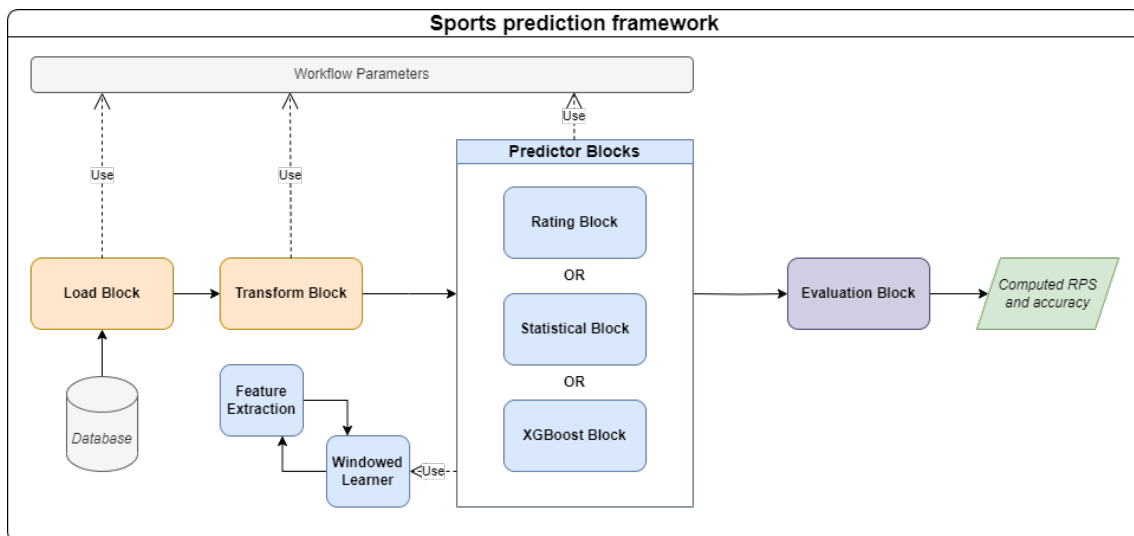 Sports prediction framework
Workflow Parameters
Use
Use
Use
Predictor Blocks
Rating Block
OR
Load Block
Transform Block
Statistical Block
Evaluation Block
Computed RPS
and accuracy
OR
XGBoost Block
Database
Feature
Extraction
Windowed
Learner
Use